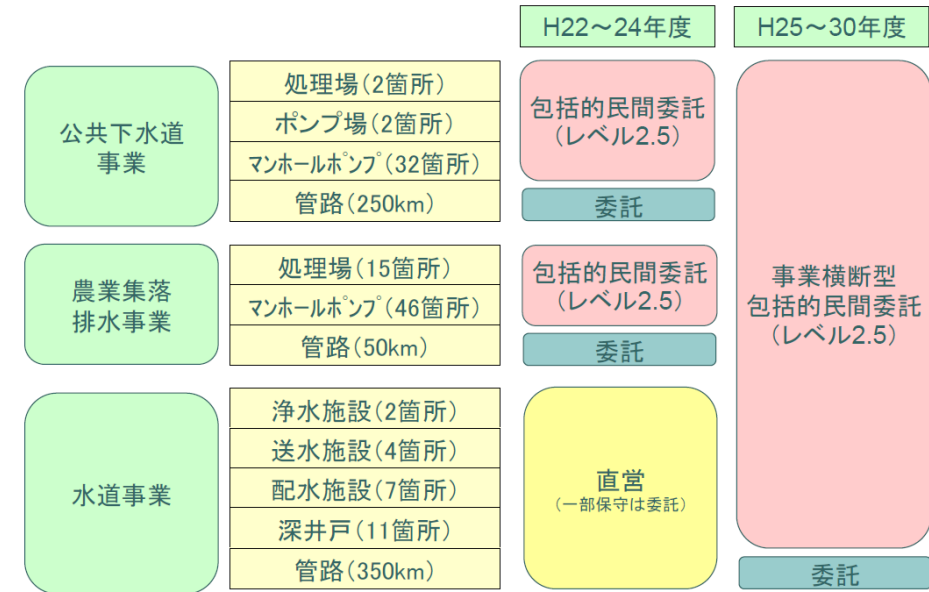 H22～24年度
H25～30年度
公共下水道
事業
処理場(2箇所)
ポンプ場(2箇所)
マンホールポンプ(32箇所)
管路(250km)
包括的民間委託
(レベル2.5)
委託
農業集落
排水事業
処理場(15箇所)
マンホールポンプ(46箇所)
管路(50km)
包括的民間委託
(レベル2.5)
委託
水道事業
浄水施設(2箇所)
送水施設(4箇所)
配水施設(7箇所)
深井戸(11箇所)
管路(350km)
直営
(一部保守は委託)
事業横断型
包括的民間委託
(レベル2.5)
委託